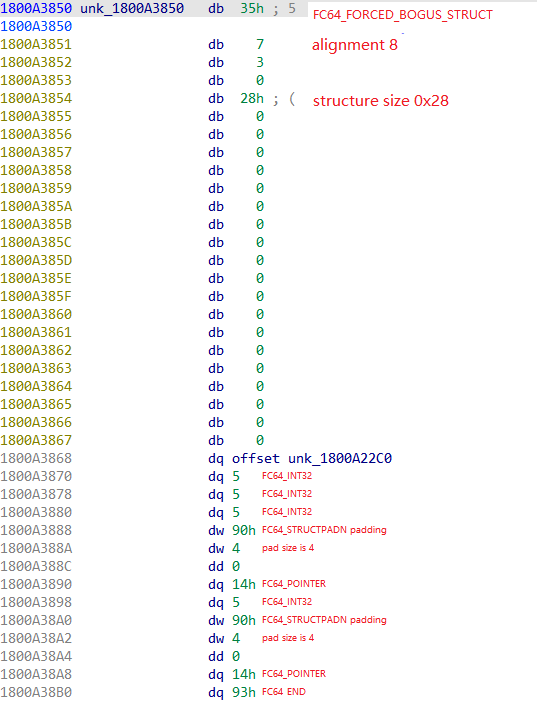 1800A3850 unk_1800A3850 db 35h ; 5 FC64_FORCED_BOGUS_STRUCT
1800A3850
1800A3851 db 7 alignment 8
1800A3852 db 3
1800A3853 db 0
1800A3854 db 28h ; ( structure size 0x28
1800A3855 db 0
1800A3856 db 0
1800A3857 db 0
1800A3858 db 0
1800A3859 db 0
1800A385A db 0
1800A385B db 0
1800A385C db 0
1800A385D db 0
1800A385E db 0
1800A385F db 0
1800A3860 db 0
1800A3861 db 0
1800A3862 db 0
1800A3863 db 0
1800A3864 db 0
1800A3865 db 0
1800A3866 db 0
1800A3867 db 0
1800A3868 dq offset unk_1800A22C0
1800A3870 dq 5 FC64_INT32
1800A3878 dq 5 FC64_INT32
1800A3880 dq 5 FC64_INT32
1800A3888 dw 90h FC64_STRUCTPADN padding
1800A388A dw 4 pad size is 4
1800A388C dd 0
1800A3890 dq 14h FC64_POINTER
1800A3898 dq 5 FC64_INT32
1800A38A0 dw 90h FC64_STRUCTPADN padding
1800A38A2 dw 4 pad size is 4
1800A38A4 dd 0
1800A38A8 dq 14h FC64_POINTER
1800A38B0 dq 93h FC64 END